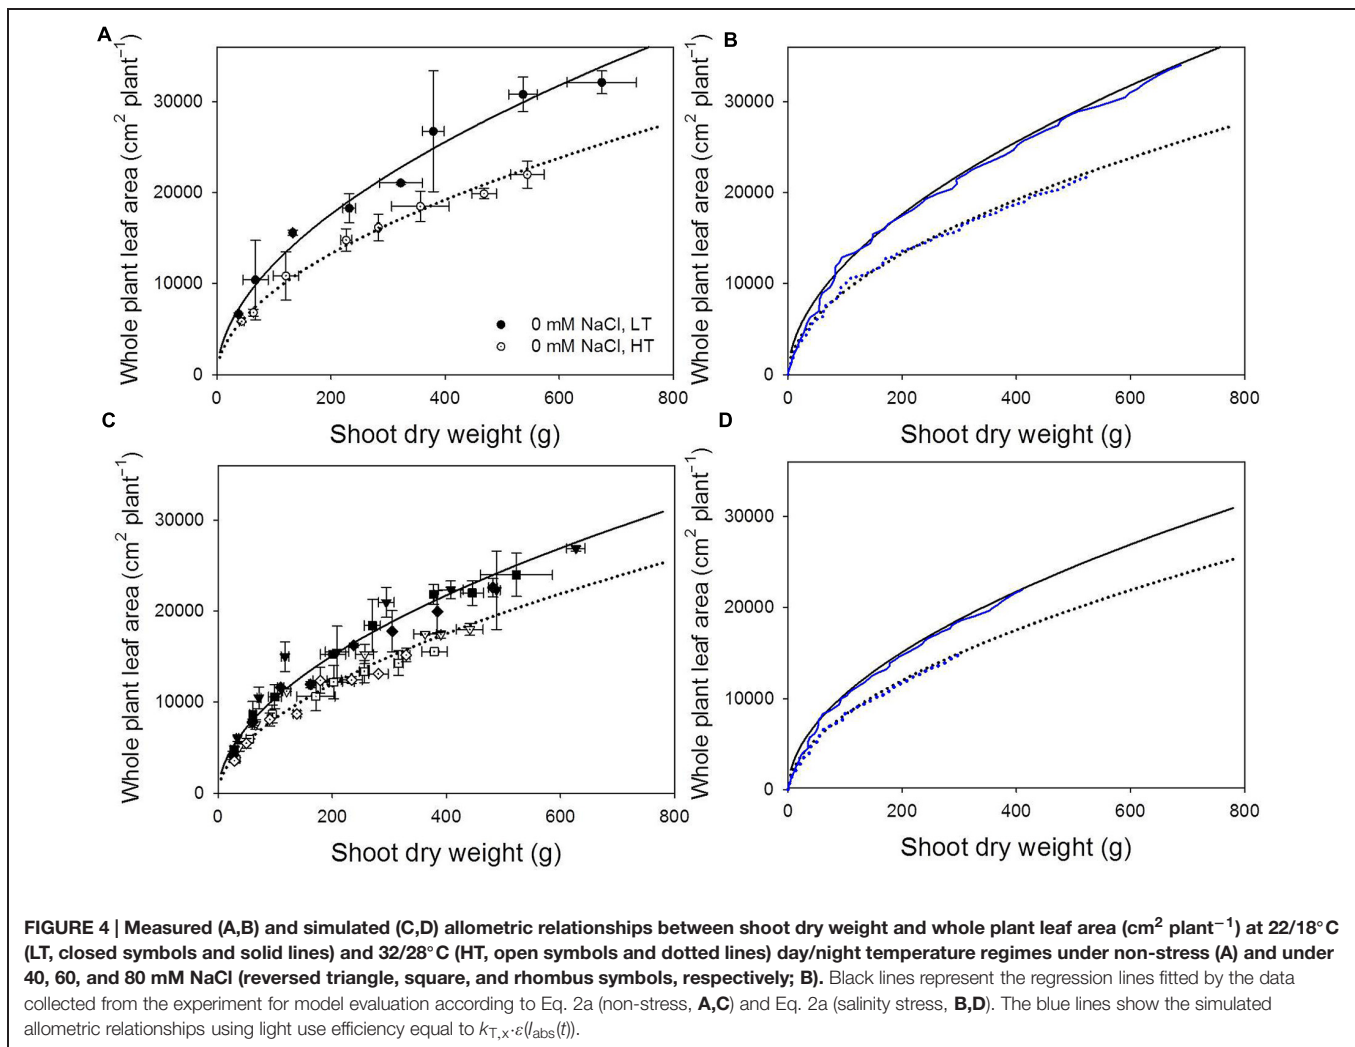 A
Whole plant leaf area (cm² plant⁻¹)
30000
20000
10000
0
0 mM NaCl, LT
0 mM NaCl, HT
0 200 400 600 800
Shoot dry weight (g)
B
Whole plant leaf area (cm² plant⁻¹)
30000
20000
10000
0
0 200 400 600 800
Shoot dry weight (g)
C
Whole plant leaf area (cm² plant⁻¹)
30000
20000
10000
0
0 200 400 600 800
Shoot dry weight (g)
D
Whole plant leaf area (cm² plant⁻¹)
30000
20000
10000
0
0 200 400 600 800
Shoot dry weight (g)
FIGURE 4 | Measured (A,B) and simulated (C,D) allometric relationships between shoot dry weight and whole plant leaf area (cm² plant⁻¹) at 22/18°C
(LT, closed symbols and solid lines) and 32/28°C (HT, open symbols and dotted lines) day/night temperature regimes under non-stress (A) and under
40, 60, and 80 mM NaCl (reversed triangle, square, and rhombus symbols, respectively; B). Black lines represent the regression lines fitted by the data
collected from the experiment for model evaluation according to Eq. 2a (non-stress, A,C) and Eq. 2a (salinity stress, B,D). The blue lines show the simulated
allometric relationships using light use efficiency equal to k_T,x·ε(I_abs(t)).